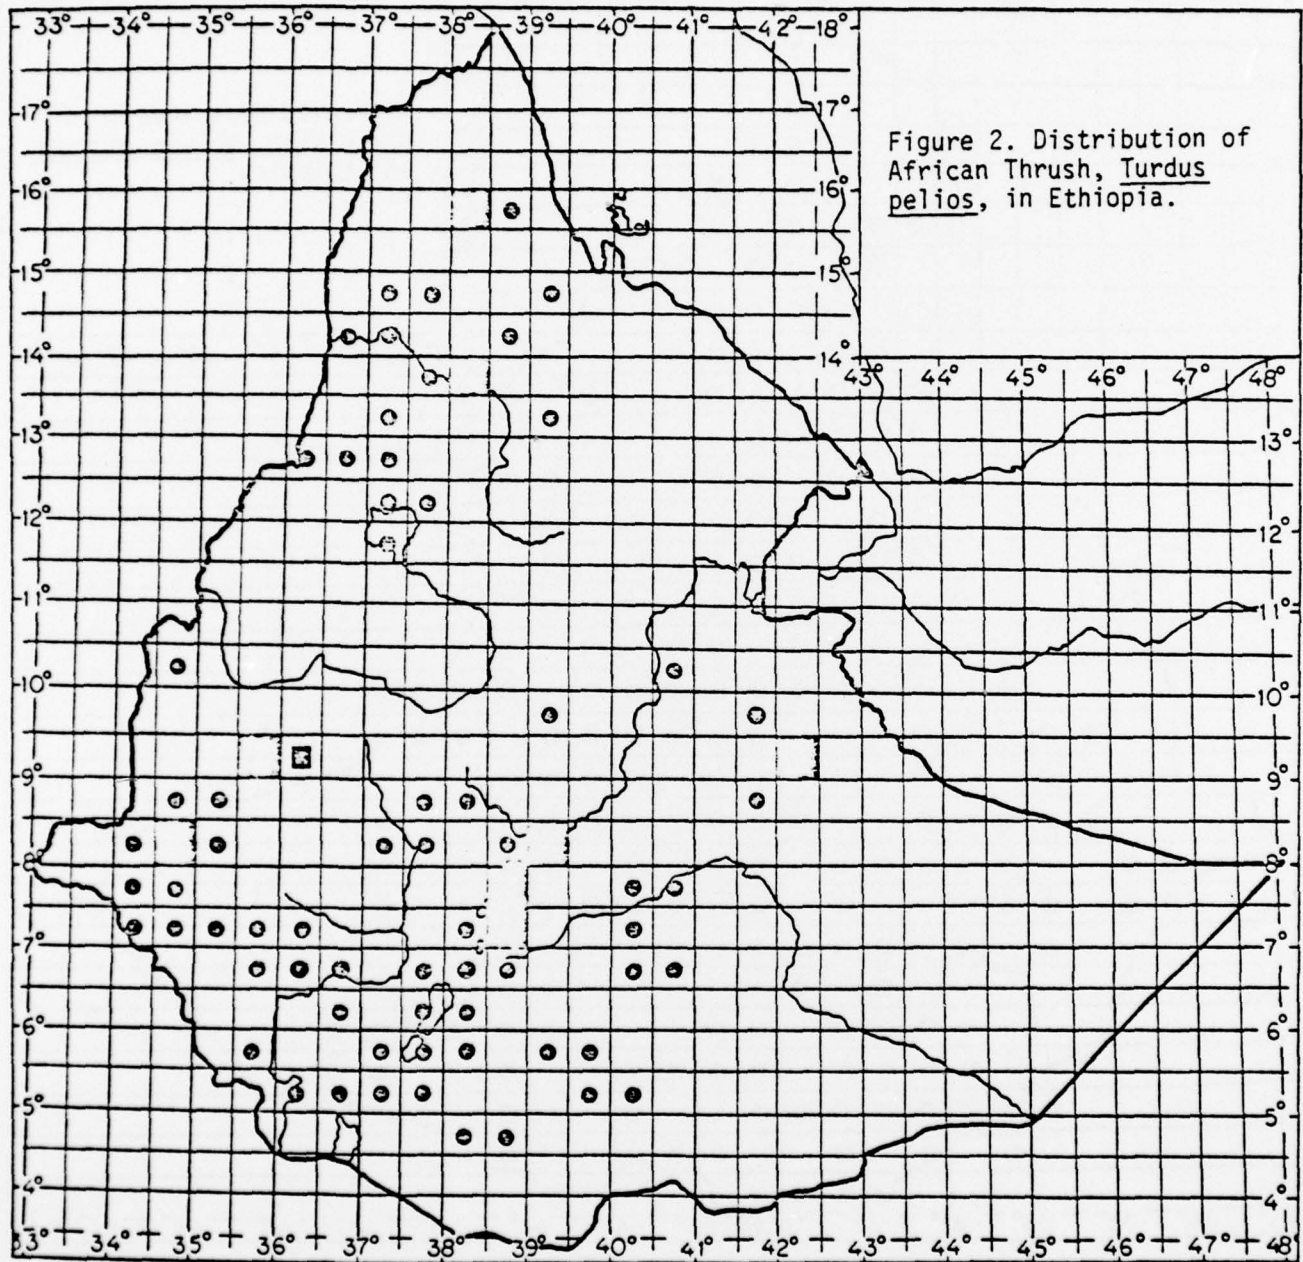 33° 34° 35° 36° 37° 38° 39° 40° 41° 42° 18°
17° 17°
Figure 2. Distribution of
African Thrush, Turdus
pelios, in Ethiopia.
16° 16°
15° 15°
14° 14°
43° 44° 45° 46° 47° 48°
13° 13°
12° 12°
11° 11°
10° 10°
9° 9°
8° 8°
7° 7°
6° 6°
5° 5°
4° 4°
33° 34° 35° 36° 37° 38° 39° 40° 41° 42° 43° 44° 45° 46° 47° 48°